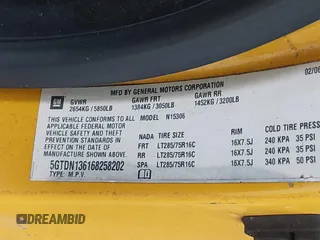 MFD BY GENERAL MOTORS CORPORATION
02/06
GM
GVWR GAWR FRT GAWR RR
2654KG / 5850LB 1384KG / 3050LB 1452KG / 3200LB
THIS VEHICLE CONFORMS TO ALL
APPLICABLE FEDERAL MOTOR
VEHICLE SAFETY AND THEFT
PREVENTION STANDARDS IN EFFECT
ON THE DATE OF MANUFACTURE
SHOWN ABOVE.
5GTDN136168258202
TYPE: M.P.V
MODEL: N15306
NADA TIRE SIZE RIM COLD TIRE
FRT LT285/75R16C 16X7.5J 240 KPA 35 PSI
RR LT285/75R16C 16X7.5J 240 KPA 35 PSI
SPA LT285/75R16C 16X7.5J 340 KPA 50 PSI
DREAMBID